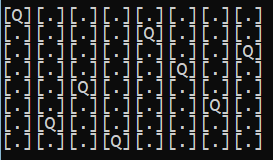 [Q] [.] [.] [.] [.] [.] [.] [.]
[.] [.] [.] [.] [Q] [.] [.] [.]
[.] [.] [.] [.] [.] [.] [.] [Q]
[.] [.] [.] [.] [.] [Q] [.] [.]
[.] [.] [Q] [.] [.] [.] [.] [.]
[.] [.] [.] [.] [.] [.] [Q] [.]
[.] [Q] [.] [.] [.] [.] [.] [.]
[.] [.] [.] [Q] [.] [.] [.] [.]